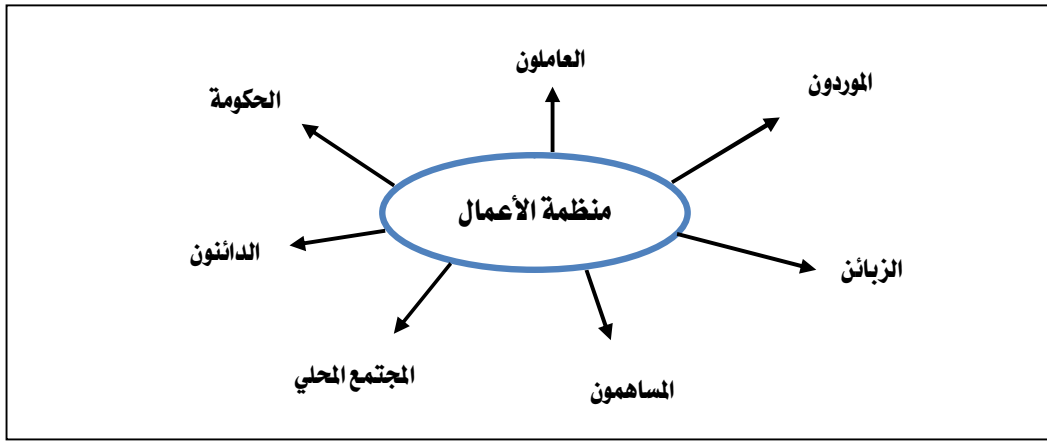 العاملون
الموردون
الحكومة
منظمة الأعمال
الدائنون
الزبائن
المجتمع المحلي
المساهمون